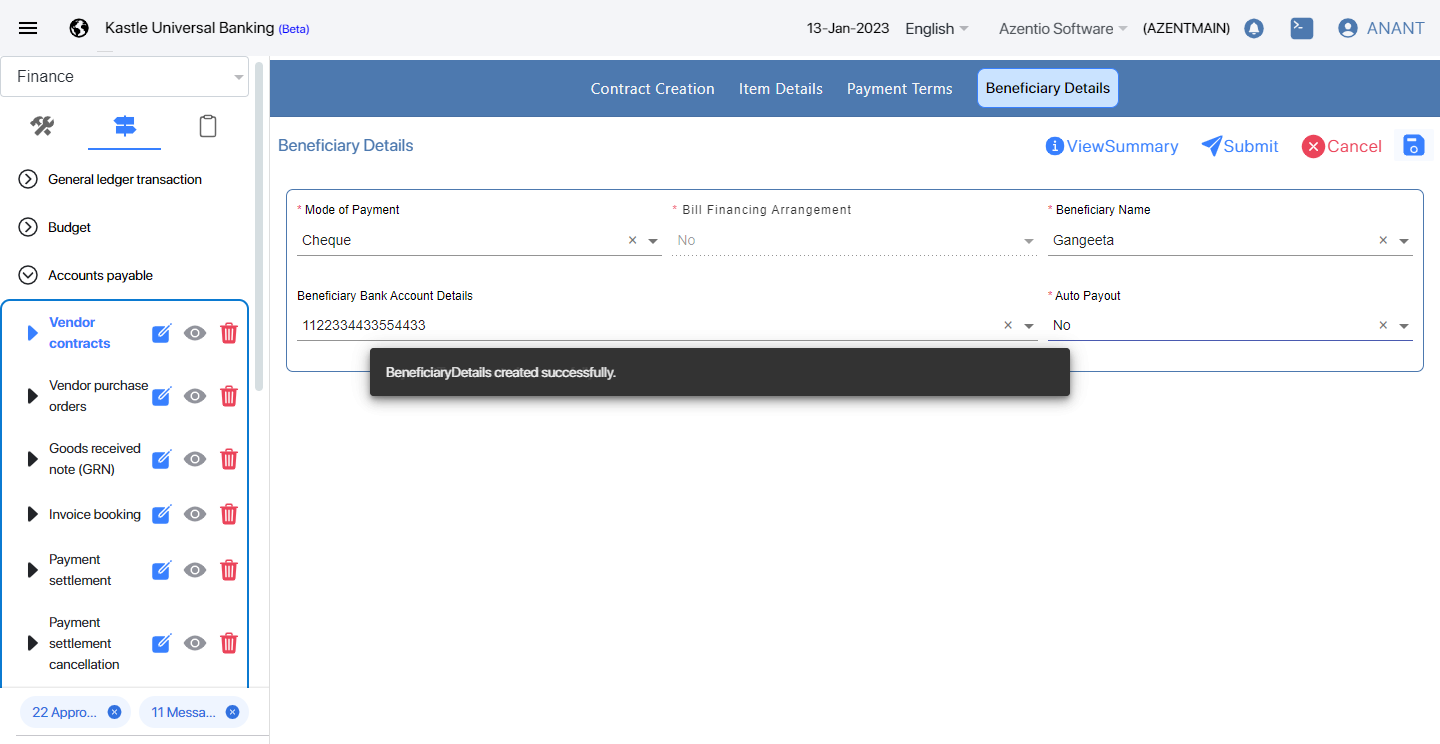 Kastle Universal Banking (Beta)
13-Jan-2023 English Azentio Software (AZENTMAIN) ANANT
Finance
Contract Creation Item Details Payment Terms Beneficiary Details
Beneficiary Details
ViewSummary Submit Cancel
General ledger transaction
Budget
Accounts payable
Vendor
contracts
Vendor purchase
orders
Goods received
note (GRN)
Invoice booking
Payment
settlement
Payment
settlement
cancellation
22 Appro...
11 Messa...
* Mode of Payment
Cheque
* Bill Financing Arrangement
No
* Beneficiary Name
Gangeeta
Beneficiary Bank Account Details
1122334433554433
* Auto Payout
No
BeneficiaryDetails created successfully.